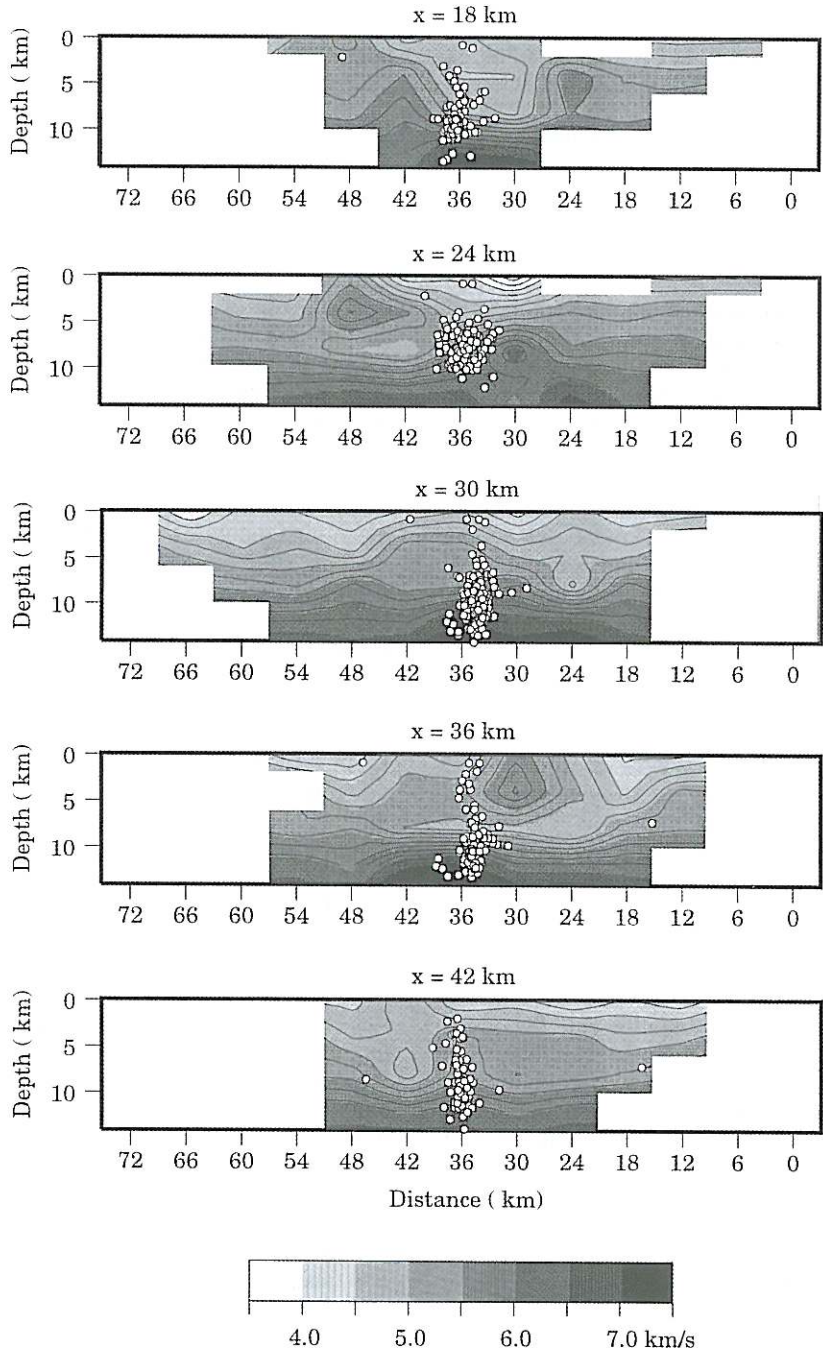 x = 18 km
0
5
10
Depth ( km)
72 66 60 54 48 42 36 30 24 18 12 6 0
x = 24 km
0
5
10
Depth ( km)
72 66 60 54 48 42 36 30 24 18 12 6 0
x = 30 km
0
5
10
Depth ( km)
72 66 60 54 48 42 36 30 24 18 12 6 0
x = 36 km
0
5
10
Depth ( km)
72 66 60 54 48 42 36 30 24 18 12 6 0
x = 42 km
0
5
10
Depth ( km)
72 66 60 54 48 42 36 30 24 18 12 6 0
Distance ( km)
4.0 5.0 6.0 7.0 km/s